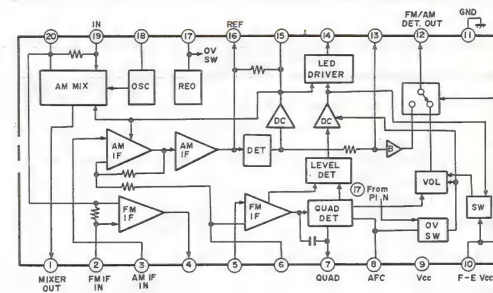 IN
REF
FM/AM
DET. OUT
GND
20 19 18 17 16 15 14 13 12 11
OV
SW
AM MIX
OSC
REO
LED
DRIVER
DC
DC
AM
IF
AM
IF
DET
B
LEVEL
DET
17 From
PIN
VOL
FM
IF
FM
IF
QUAD
DET
OV
SW
SW
1 2 3 4 5 6 7 8 9 10
MIXER
OUT
FM IF
IN
AM IF
IN
QUAD
AFC
Vcc
F-E Vcc